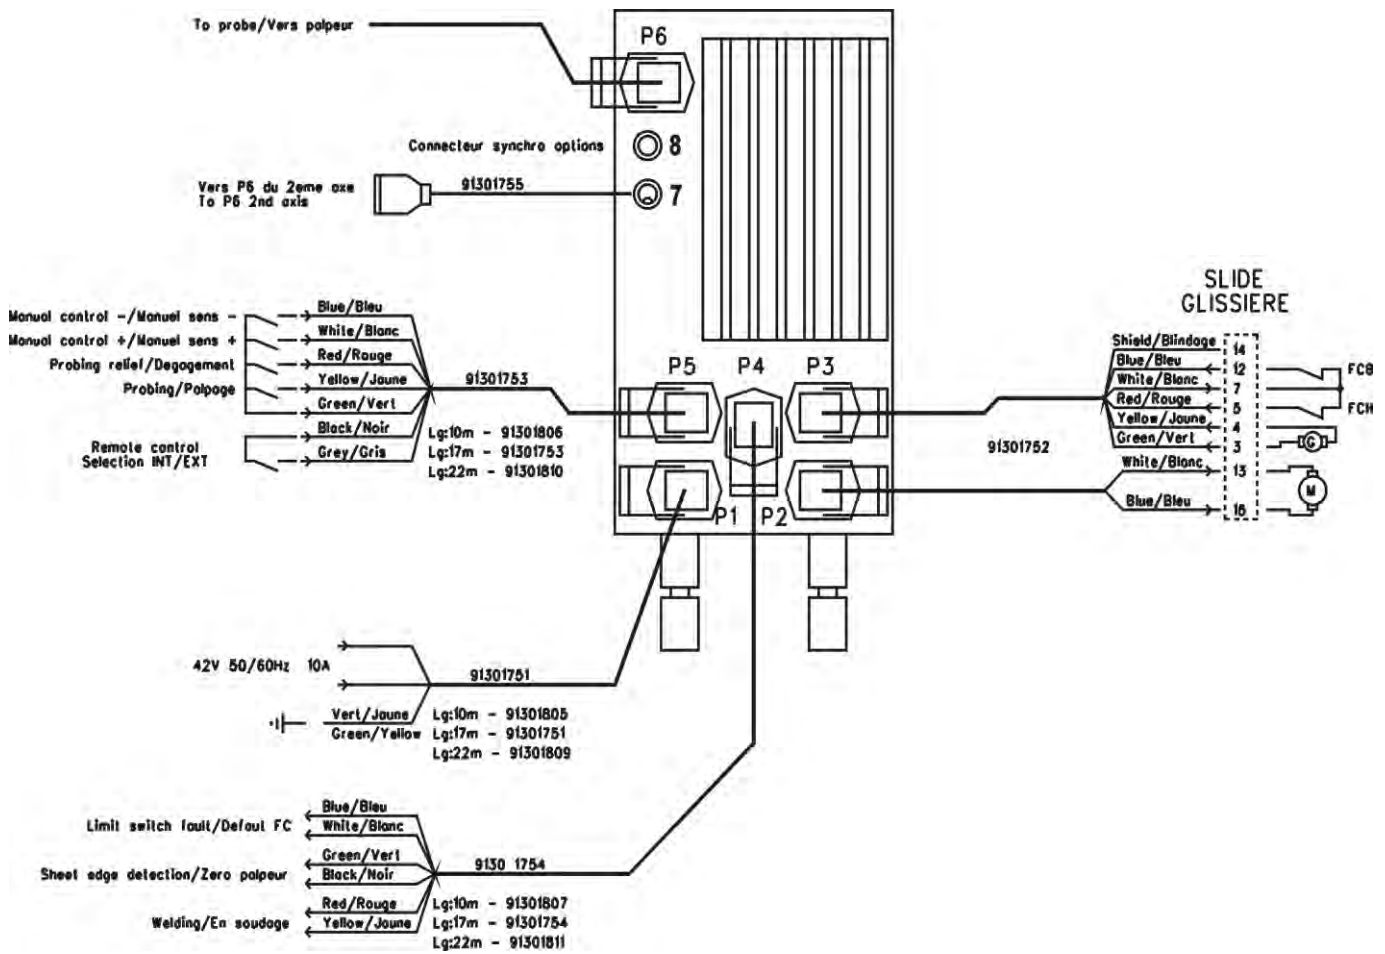 To probe/Vers palpeur
P6
Connecteur synchro options
8
Vers P6 du 2eme axe
To P6 2nd axis
91301755
7
SLIDE
GLISSIERE
Manual control -/Manuel sens -
Blue/Bleu
Manual control +/Manuel sens +
White/Blanc
Probing relief/Degagement
Red/Rouge
Probing/Palpage
Yellow/Jaune
Green/Vert
91301753
Remote control
Selection INT/EXT
Black/Noir
Grey/Gris
Lg:10m - 91301806
Lg:17m - 91301753
Lg:22m - 91301810
P5
P4
P3
P1
P2
91301752
Shield/Blindage
14
Blue/Bleu
12
FCB
White/Blanc
7
Red/Rouge
5
FCH
Yellow/Jaune
4
Green/Vert
3
G
White/Blanc
13
M
Blue/Bleu
16
42V 50/60Hz 10A
91301751
Vert/Jaune
Green/Yellow
Lg:10m - 91301805
Lg:17m - 91301751
Lg:22m - 91301809
Limit switch fault/Defaut FC
Blue/Bleu
White/Blanc
Sheet edge detection/Zero palpeur
Green/Vert
Black/Noir
9130 1754
Welding/En soudage
Red/Rouge
Yellow/Jaune
Lg:10m - 91301807
Lg:17m - 91301754
Lg:22m - 91301811